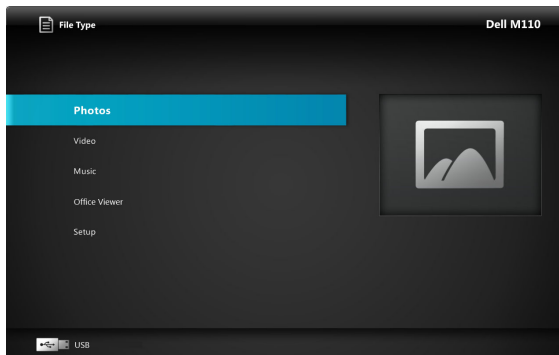 File Type
Dell M110
Photos
Video
Music
Office Viewer
Setup
USB